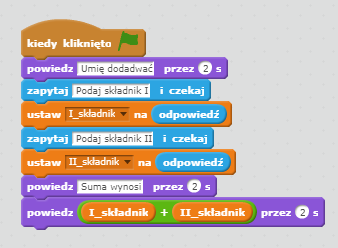 kiedy kliknięto
powiedz Umię dodadwać przez 2 s
zapytaj Podaj składnik I i czekaj
ustaw I_składnik na odpowiedź
zapytaj Podaj składnik II i czekaj
ustaw II_składnik na odpowiedź
powiedz Suma wynosi przez 2 s
powiedz I_składnik + II_składnik przez 2 s